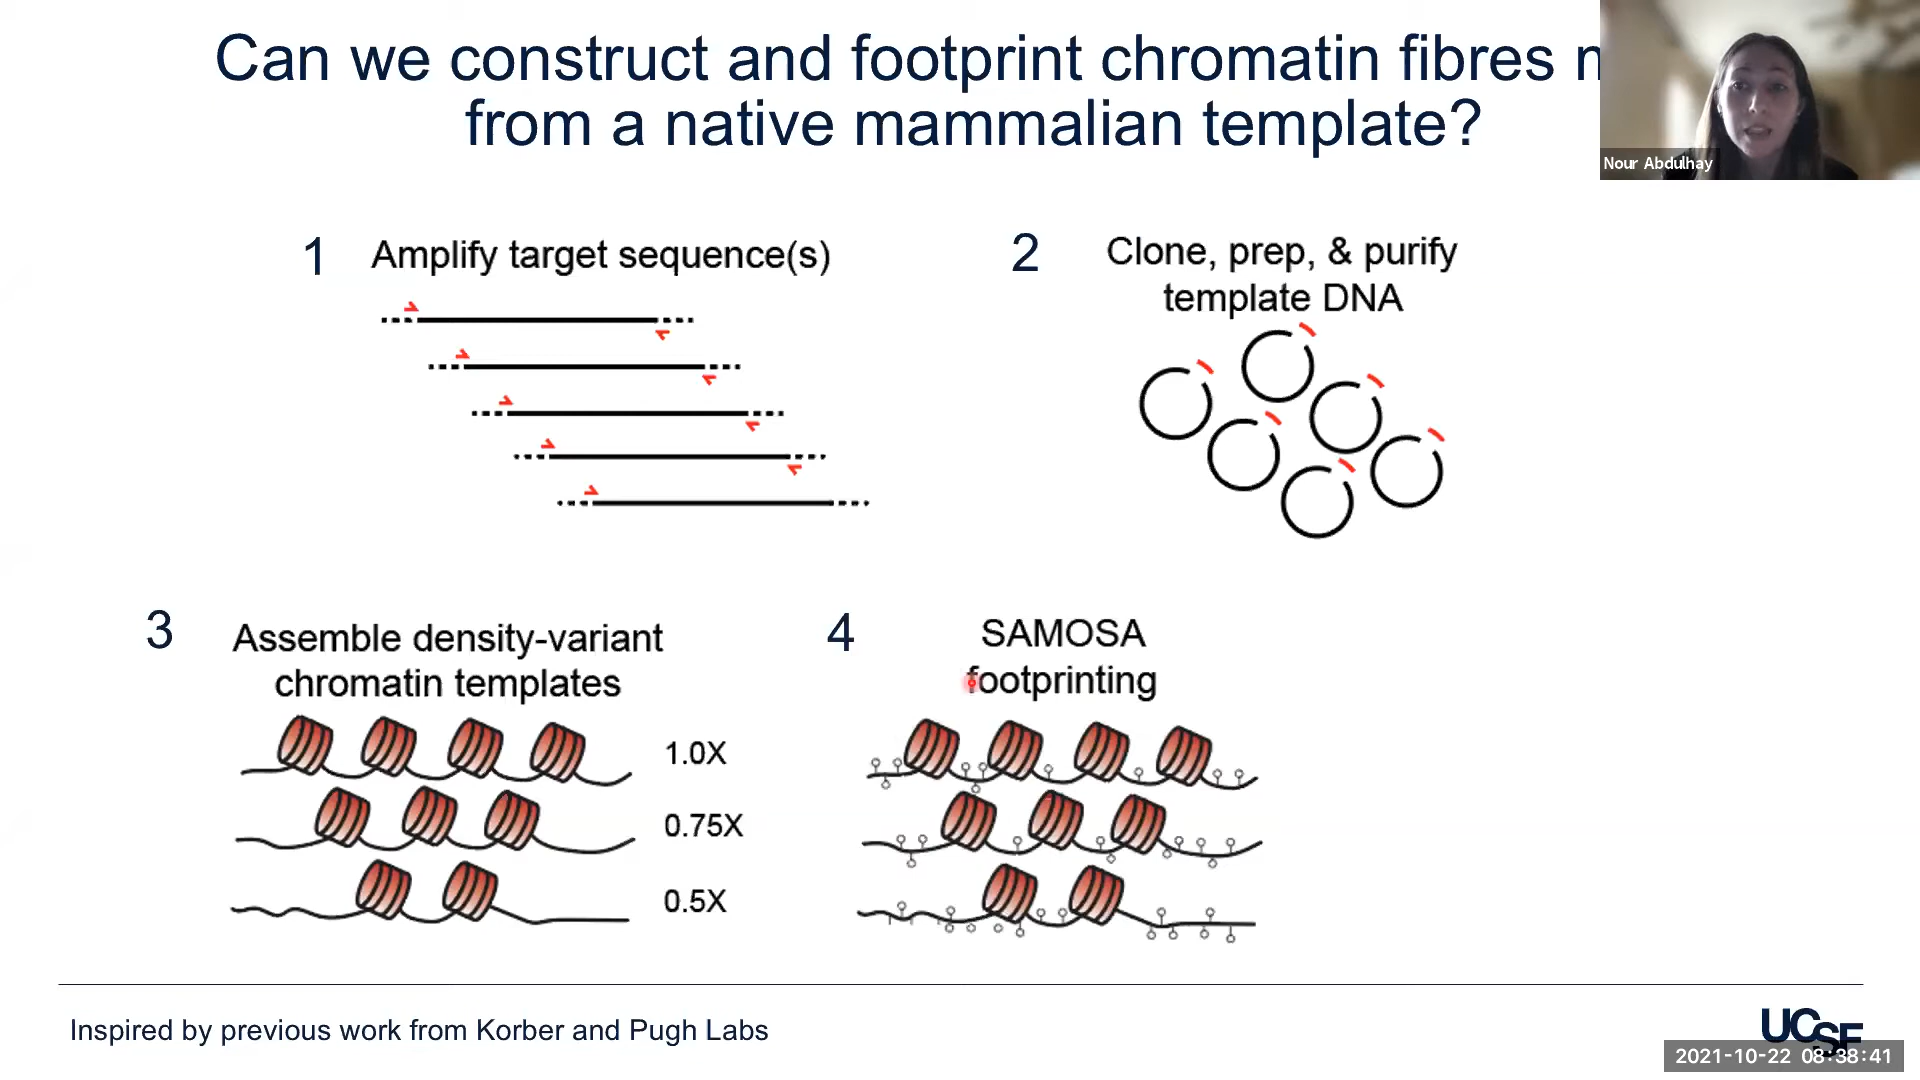 Can we construct and footprint chromatin fibres
from a native mammalian template?
Nour Abdulhay
1 Amplify target sequence(s)
2 Clone, prep, & purify
template DNA
3 Assemble density-variant
chromatin templates
1.0X
0.75X
0.5X
4 SAMOSA
footprinting
Inspired by previous work from Korber and Pugh Labs
UCSF
2021-10-22 08:38:41